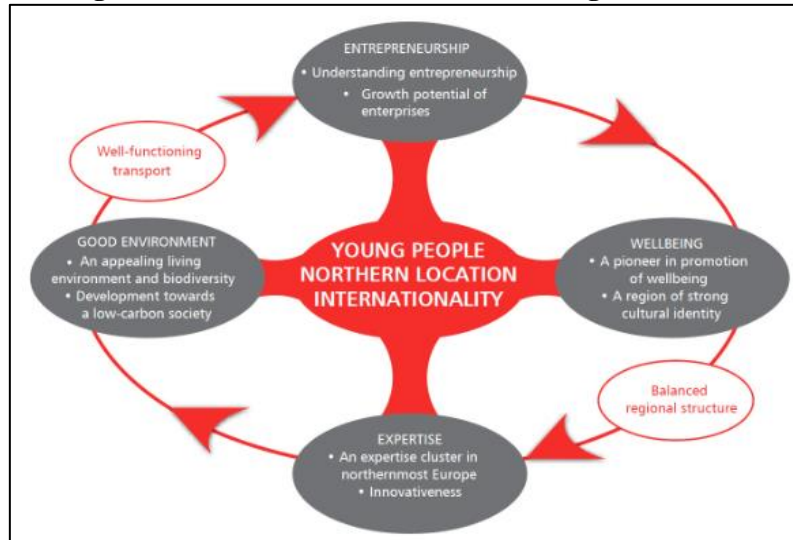 ENTREPRENEURSHIP
• Understanding entrepreneurship
• Growth potential of
enterprises
Well-functioning
transport
GOOD ENVIRONMENT
• An appealing living
environment and biodiversity
• Development towards
a low-carbon society
YOUNG PEOPLE
NORTHERN LOCATION
INTERNATIONALITY
WELLBEING
• A pioneer in promotion
of wellbeing
• A region of strong
cultural identity
Balanced
regional structure
EXPERTISE
• An expertise cluster in
northernmost Europe
• Innovativeness